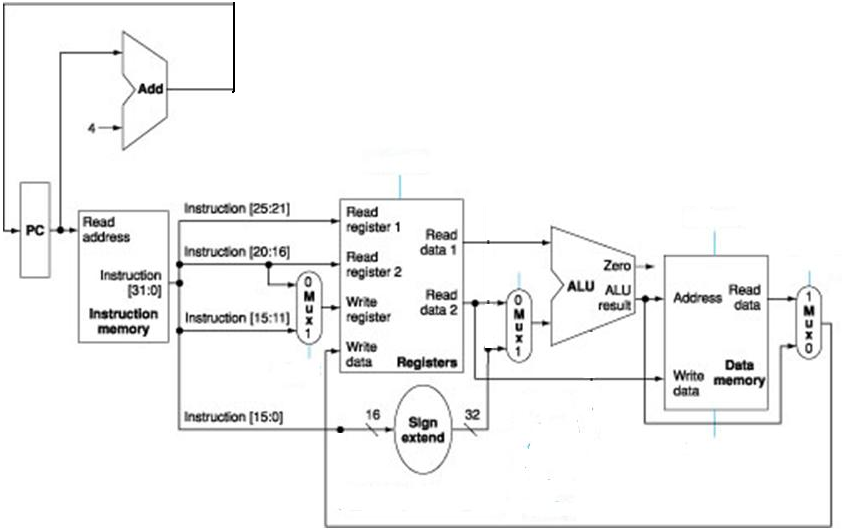 Add
4
PC
Read
address
Instruction
[31:0]
Instruction
memory
Instruction [25:21]
Instruction [20:16]
Instruction [15:11]
Instruction [15:0]
0
M
u
x
1
Read
register 1
Read
register 2
Write
register
Write
data
Read
data 1
Read
data 2
Registers
16
Sign
extend
32
0
M
u
x
1
ALU
Zero
ALU
result
Address
Read
data
Write
data
Data
memory
1
M
u
x
0